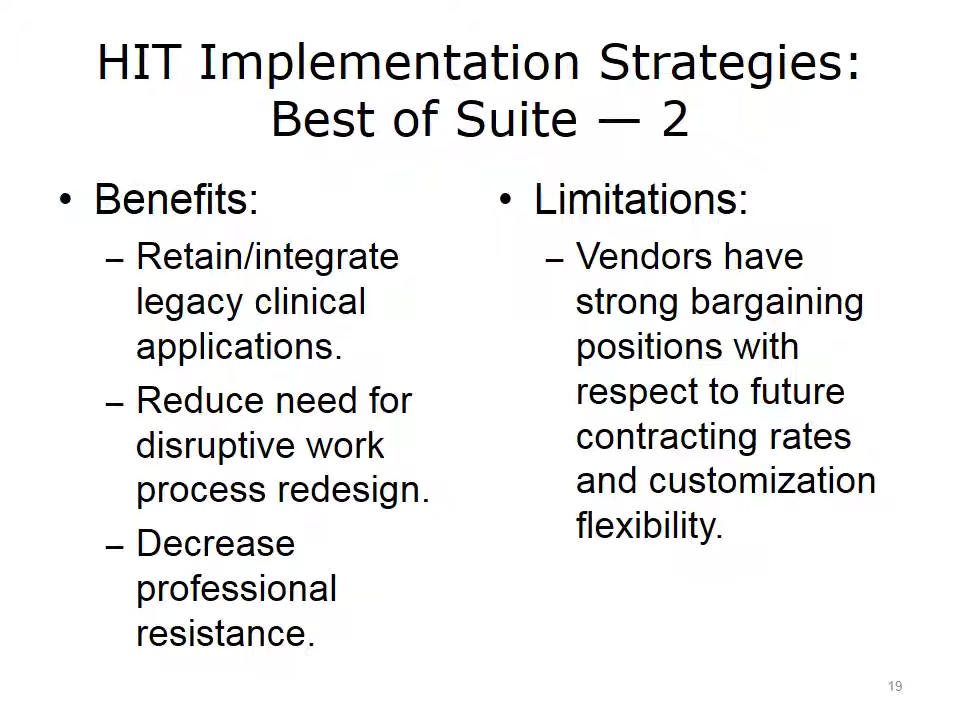 HIT Implementation Strategies:
Best of Suite — 2
• Benefits:
– Retain/integrate
legacy clinical
applications.
– Reduce need for
disruptive work
process redesign.
– Decrease
professional
resistance.
• Limitations:
– Vendors have
strong bargaining
positions with
respect to future
contracting rates
and customization
flexibility.
19